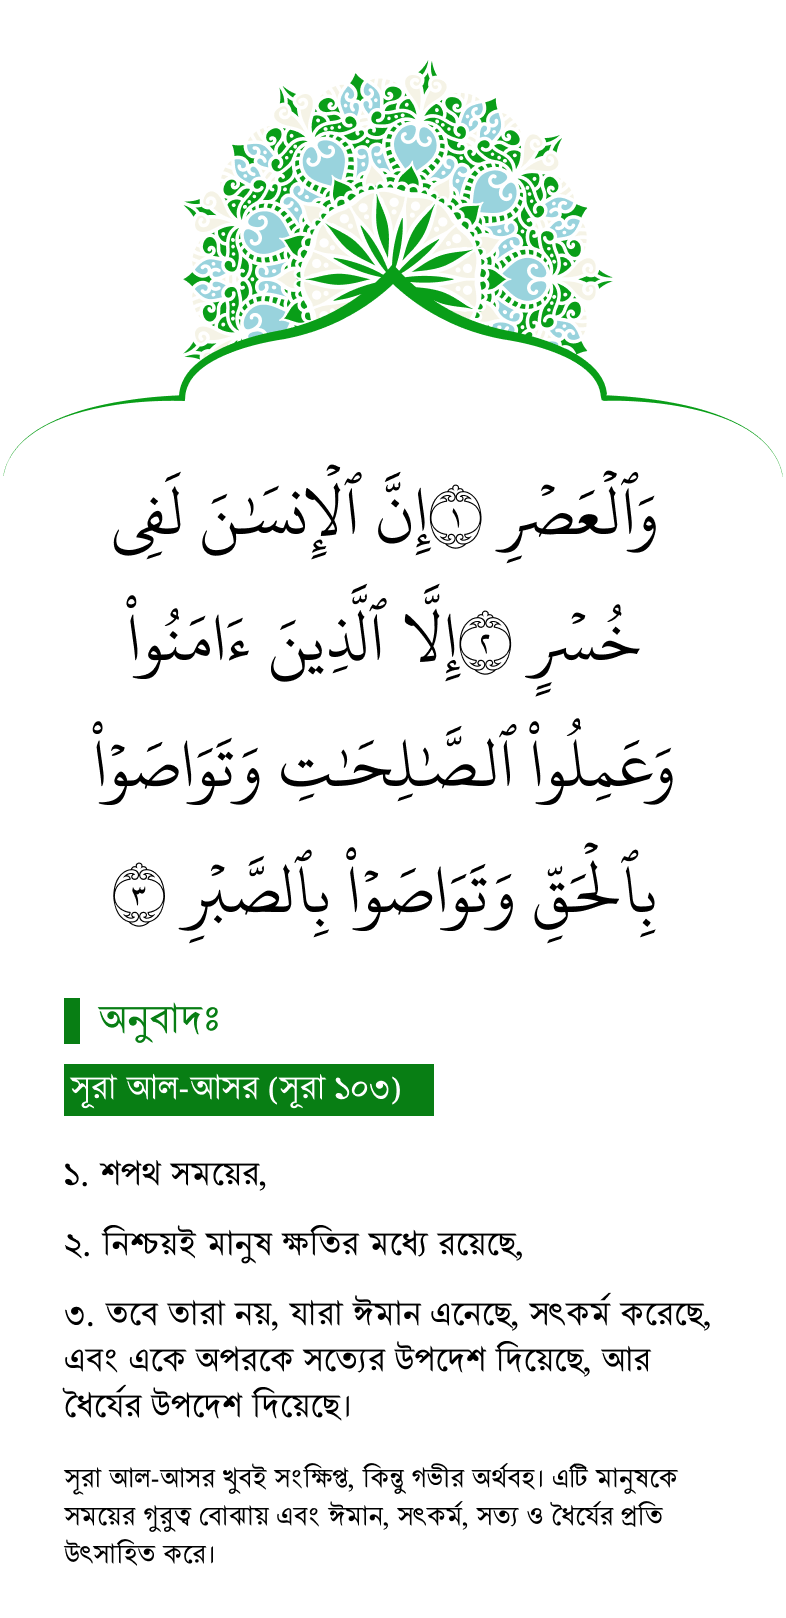 وَٱلۡعَصۡرِ ١ إِنَّ ٱلۡإِنسَـٰنَ لَفِى
خُسۡرٍ ٢ إِلَّا ٱلَّذِينَ ءَامَنُوا۟
وَعَمِلُوا۟ ٱلصَّـٰلِحَـٰتِ وَتَوَاصَوۡا۟
بِٱلۡحَقِّ وَتَوَاصَوۡا۟ بِٱلصَّبۡرِ ٣
অনুবাদঃ
সূরা আল-আসর (সূরা ১০৩)
১. শপথ সময়ের,
২. নিশ্চয়ই মানুষ ক্ষতির মধ্যে রয়েছে,
৩. তবে তারা নয়, যারা ঈমান এনেছে, সৎকর্ম করেছে,
এবং একে অপরকে সত্যের উপদেশ দিয়েছে, আর
ধৈর্যের উপদেশ দিয়েছে।
সূরা আল-আসর খুবই সংক্ষিপ্ত, কিন্তু গভীর অর্থবহ। এটি মানুষকে
সময়ের গুরুত্ব বোঝায় এবং ঈমান, সৎকর্ম, সত্য ও ধৈর্যের প্রতি
উৎসাহিত করে।